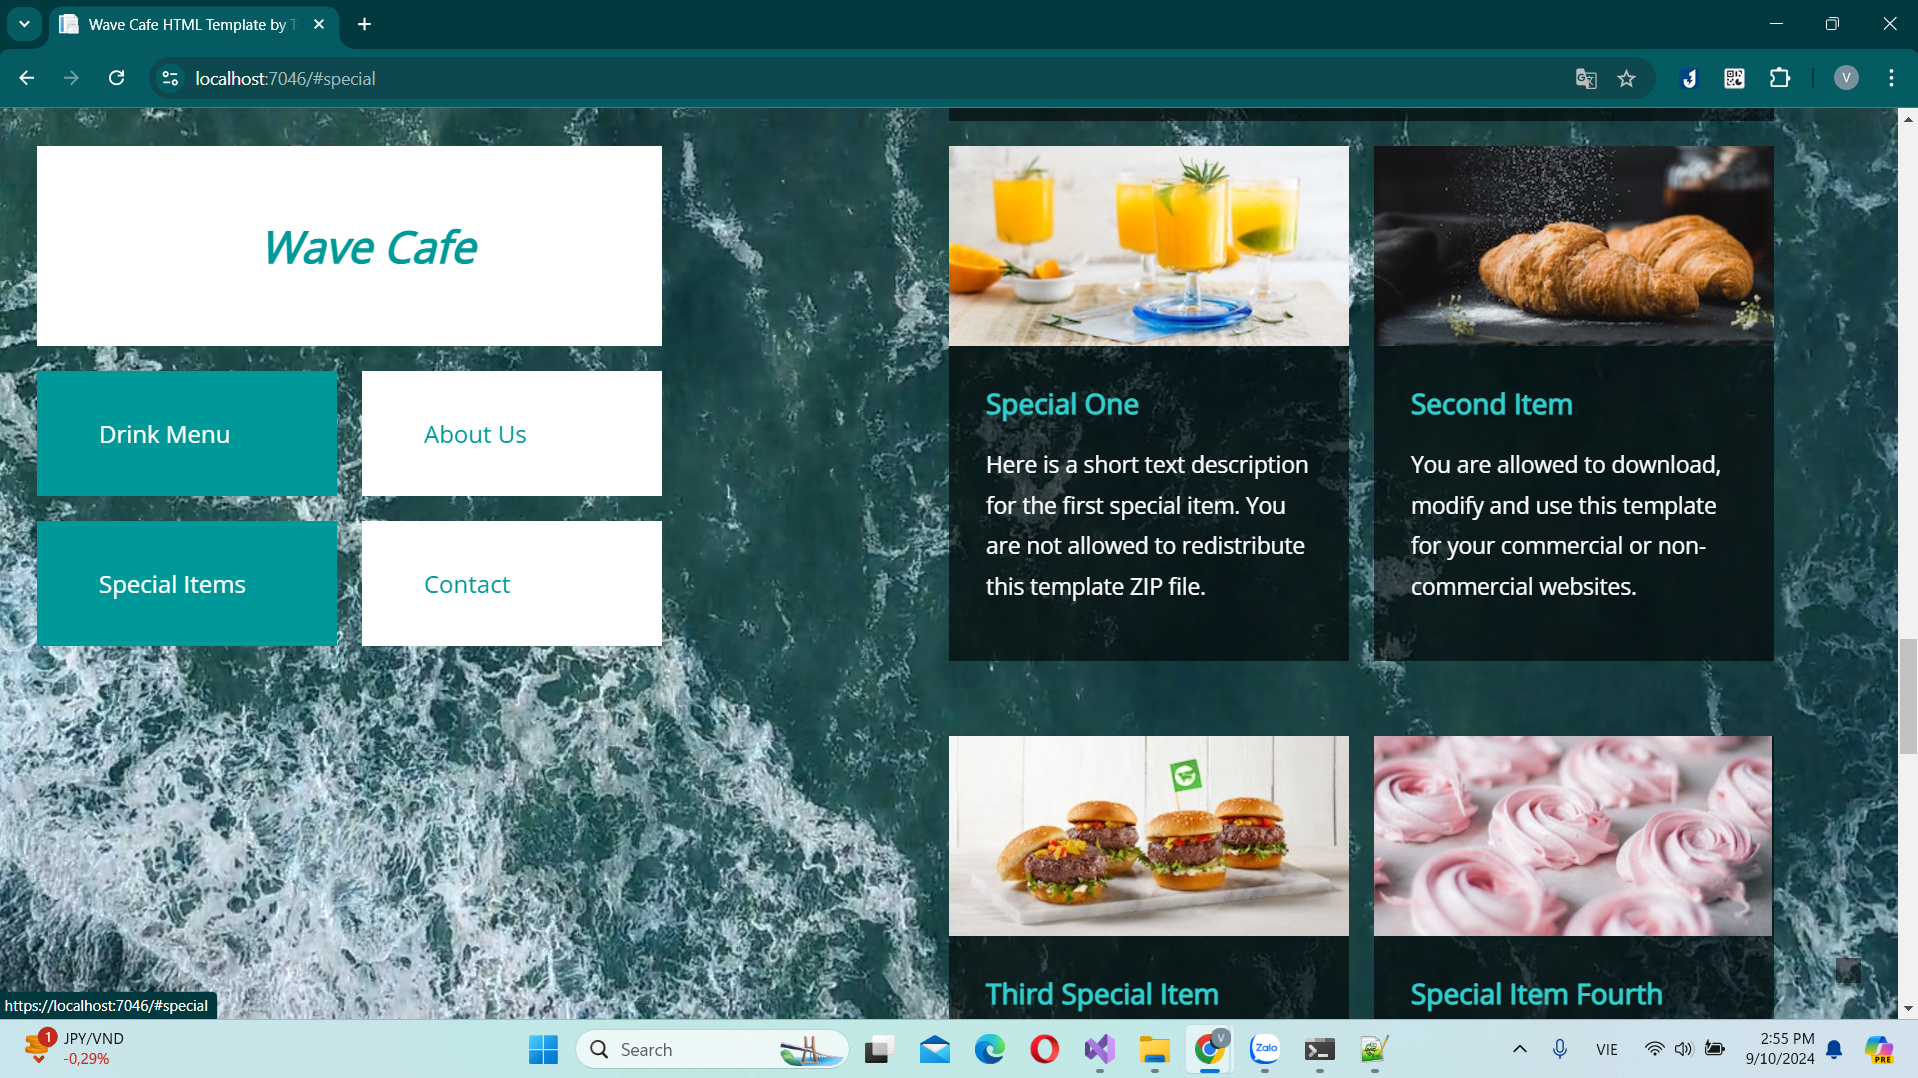 Wave Cafe HTML Template by T
localhost:7046/#special
V
Wave Cafe
Drink Menu
About Us
Special Items
Contact
Special One
Here is a short text description
for the first special item. You
are not allowed to redistribute
this template ZIP file.
Second Item
You are allowed to download,
modify and use this template
for your commercial or non-
commercial websites.
Third Special Item
Special Item Fourth
https://localhost:7046/#special
1
JPY/VND
-0,29%
Search
V
Zalo
VIE
2:55 PM
9/10/2024
PRE